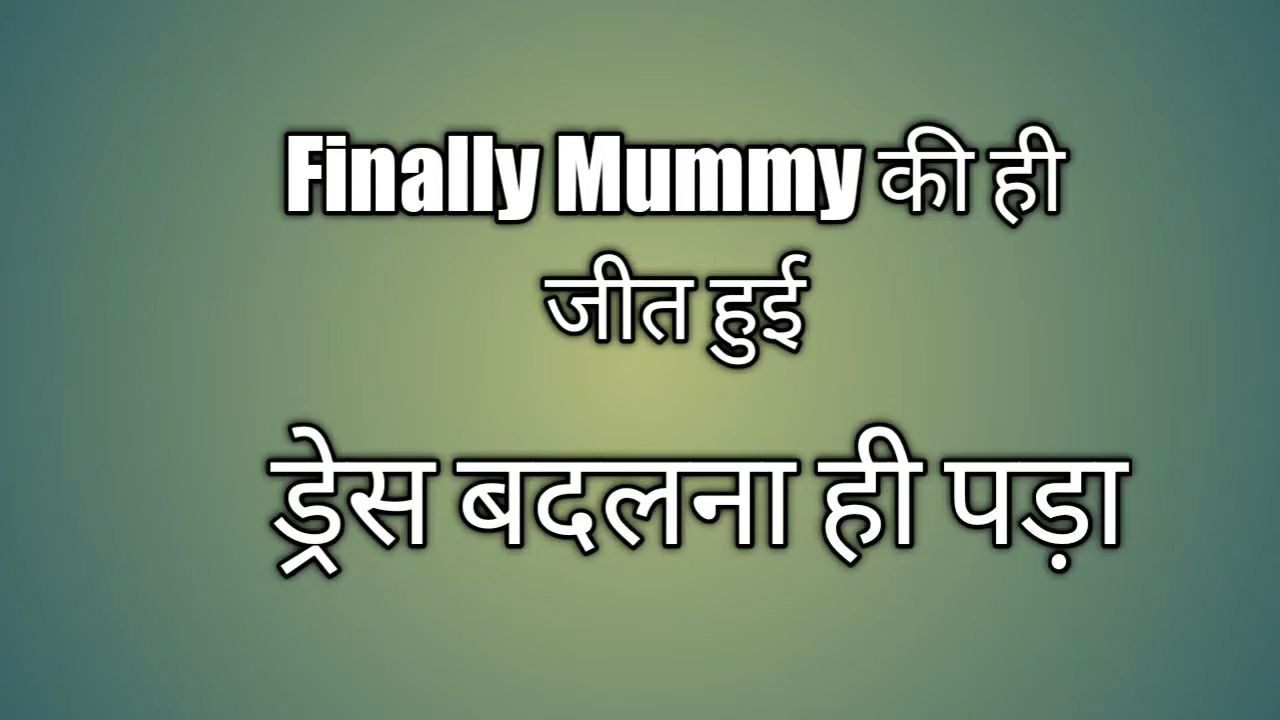 Finally Mummy की ही
जीत हुई
ड्रेस बदलना ही पड़ा